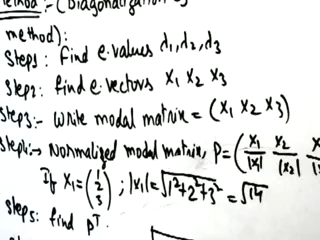 Method :- (Diagonalization by
method):
Step1: find e.values λ1, λ2, λ3
Step2: find e.vectors X1 X2 X3
Step3:- Write modal matrix = (X1 X2 X3)
Step4:→ Normalized modal matrix, P = (X1/|X1| X2/|X2| X
If X1 = (1 2 3) ; |X1| = √1²+2²+3² = √14
Step5: find Pᵀ.